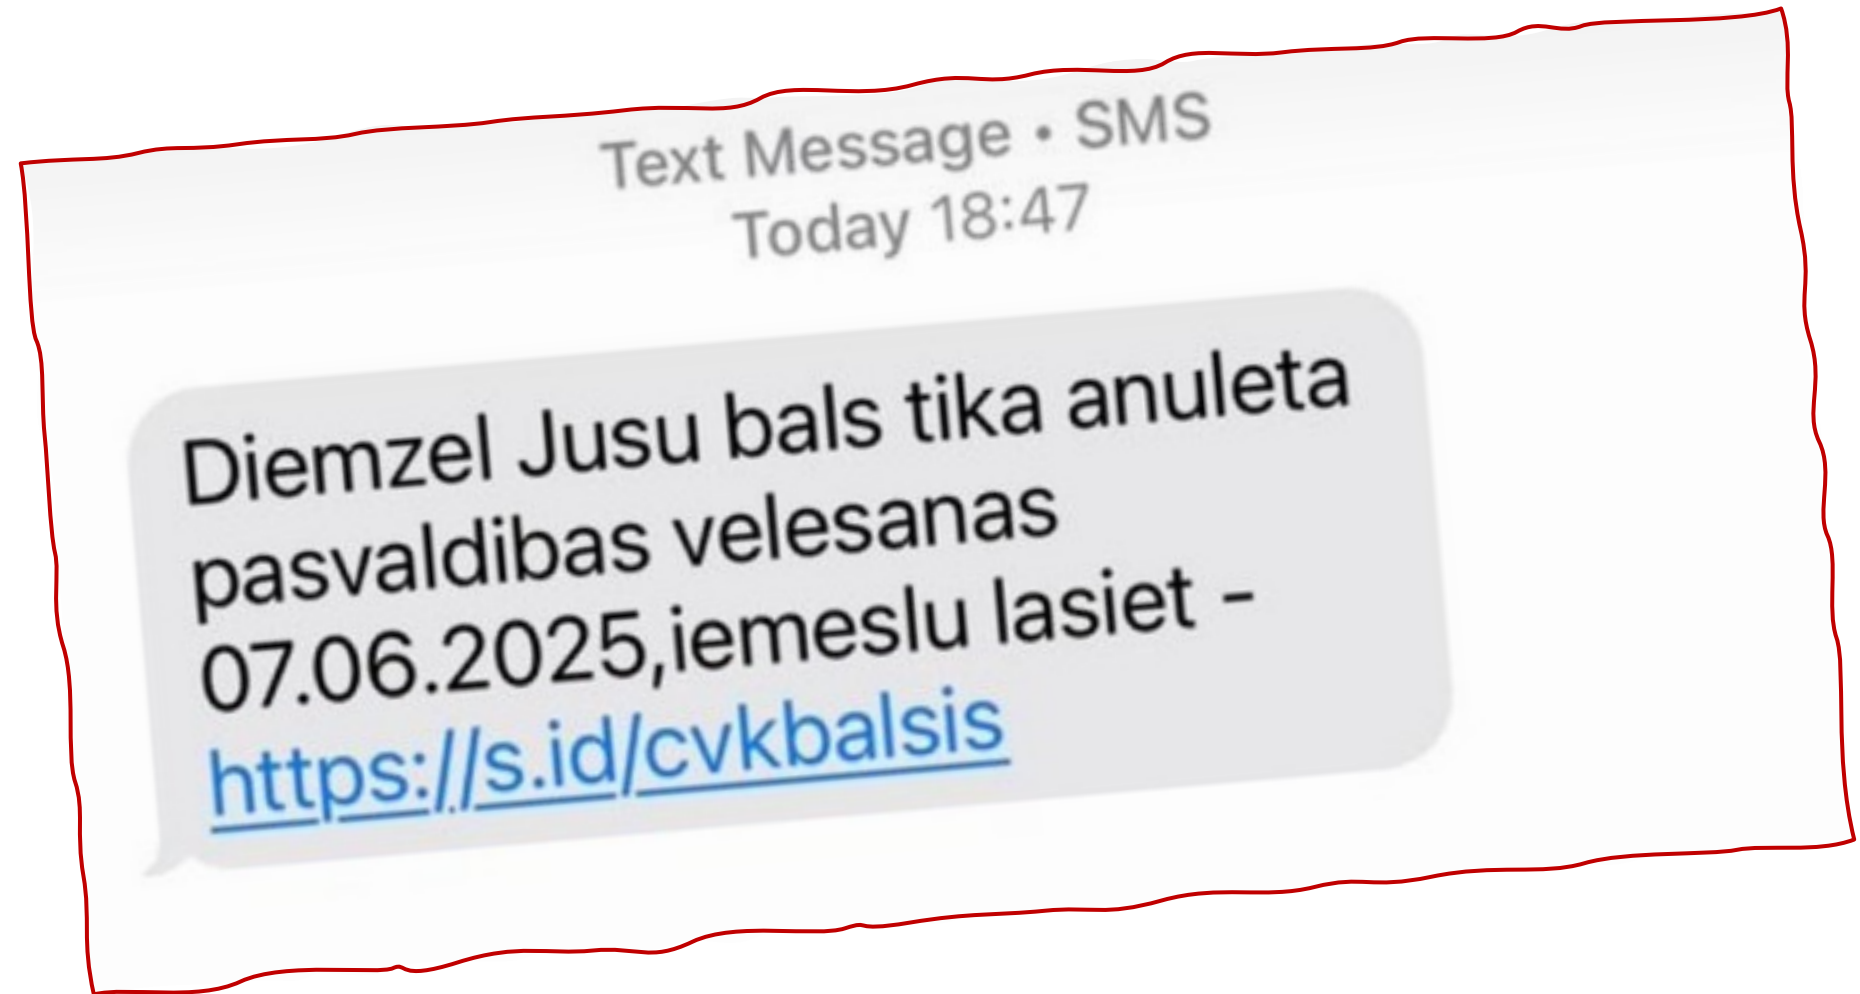 Text Message • SMS
Today 18:47
Diemzel Jusu bals tika anuleta
pasvaldibas velesanas
07.06.2025,iemeslu lasiet -
https://s.id/cvkbalsis